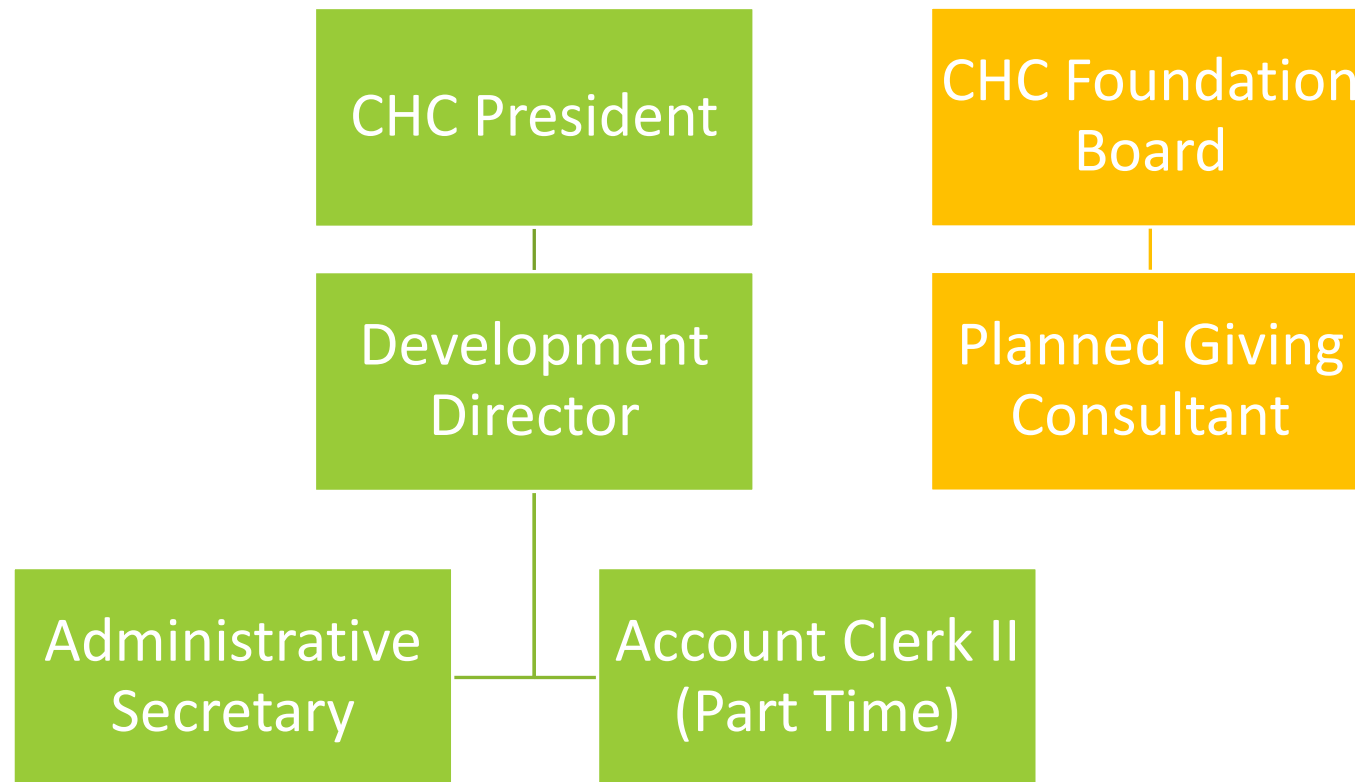 CHC President
CHC Foundation
Board
Development
Director
Planned Giving
Consultant
Administrative
Secretary
Account Clerk II
(Part Time)